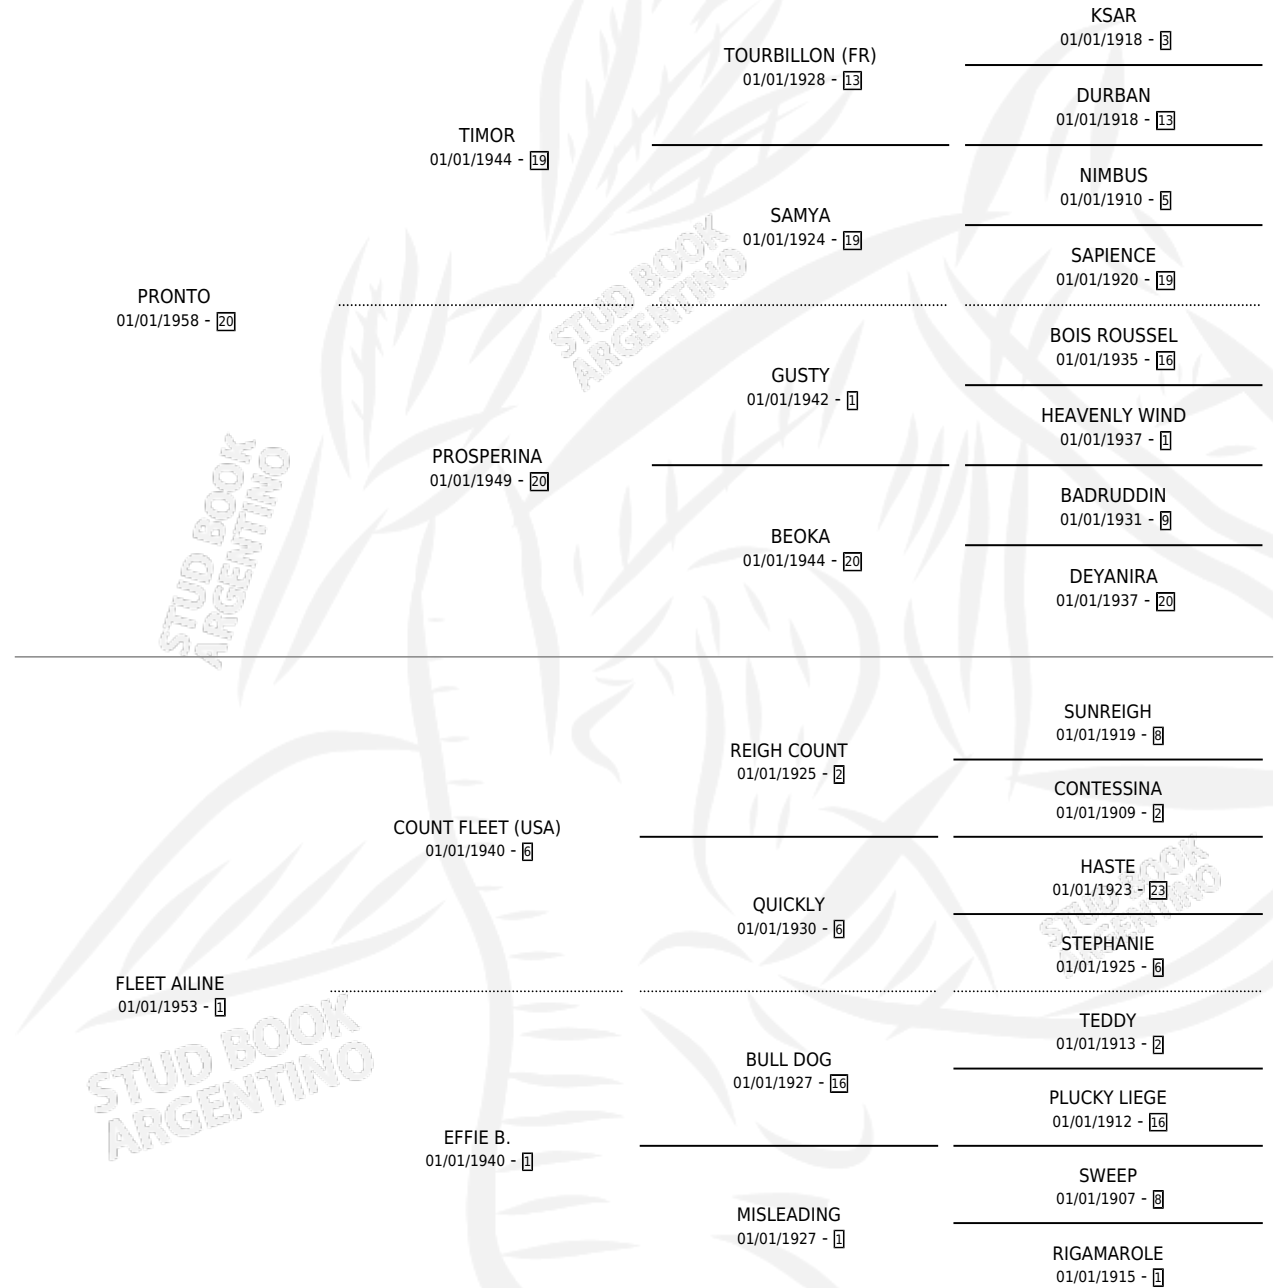 KSAR
01/01/1918 - 3
TOURBILLON (FR)
01/01/1928 - 13
DURBAN
01/01/1918 - 13
TIMOR
01/01/1944 - 19
NIMBUS
01/01/1910 - 5
SAMYA
01/01/1924 - 19
SAPIENCE
01/01/1920 - 19
PRONTO
01/01/1958 - 20
BOIS ROUSSEL
01/01/1935 - 16
GUSTY
01/01/1942 - 1
HEAVENLY WIND
01/01/1937 - 1
PROSPERINA
01/01/1949 - 20
BADRUDDIN
01/01/1931 - 9
BEOKA
01/01/1944 - 20
DEYANIRA
01/01/1937 - 20
SUNREIGH
01/01/1919 - 8
REIGH COUNT
01/01/1925 - 2
CONTESSINA
01/01/1909 - 2
COUNT FLEET (USA)
01/01/1940 - 6
HASTE
01/01/1923 - 23
QUICKLY
01/01/1930 - 6
STEPHANIE
01/01/1925 - 6
FLEET AILINE
01/01/1953 - 1
TEDDY
01/01/1913 - 2
BULL DOG
01/01/1927 - 16
PLUCKY LIEGE
01/01/1912 - 16
EFFIE B.
01/01/1940 - 1
SWEEP
01/01/1907 - 8
MISLEADING
01/01/1927 - 1
RIGAMAROLE
01/01/1915 - 1
STUD BOOK
ARGENTINO
STUD BOOK
ARGENTINO
STUD BOOK
ARGENTINO
STUD BOOK
ARGENTINO